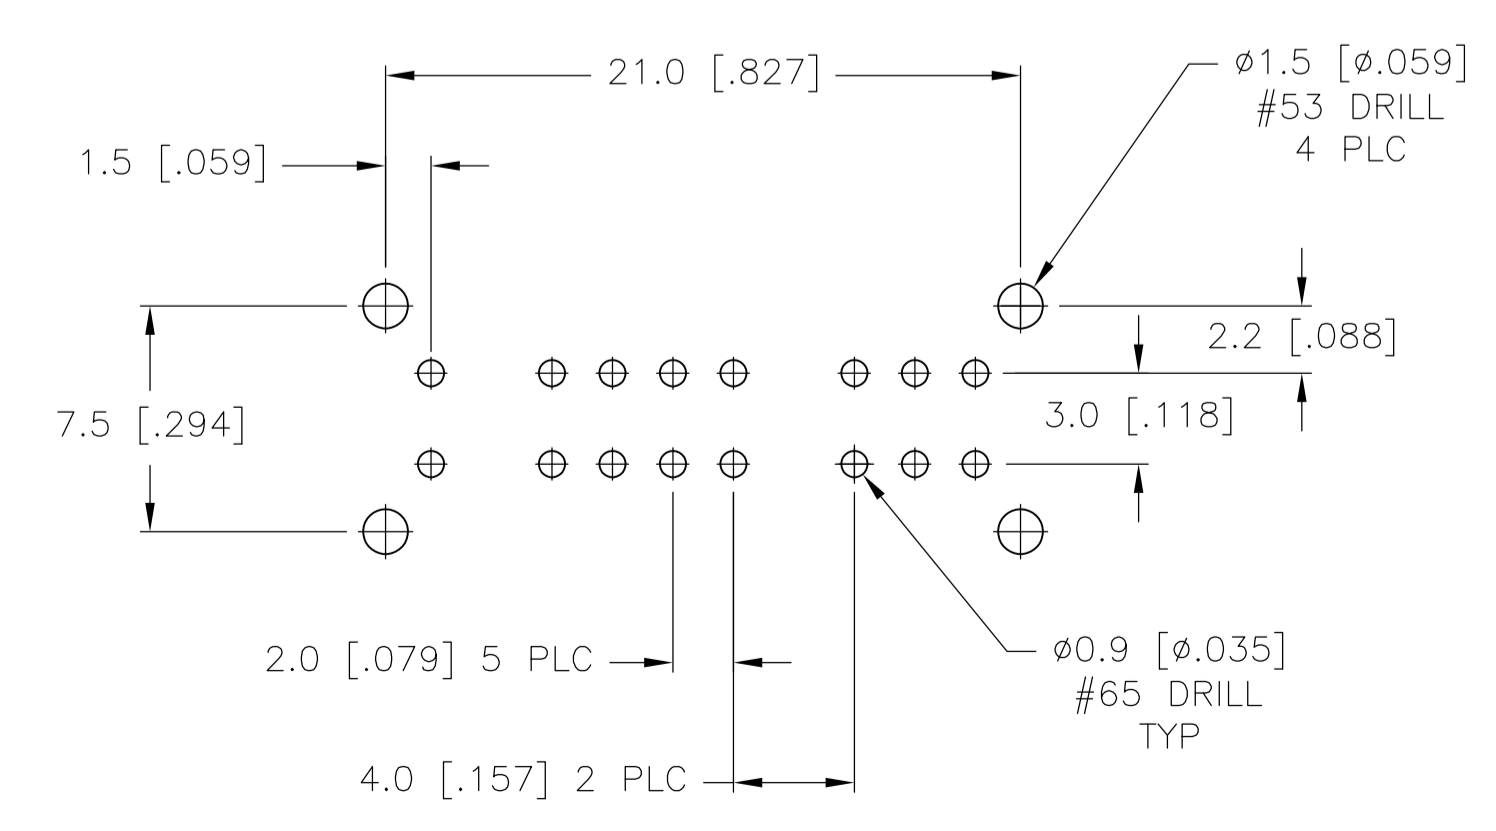 21.0 [.827]
ø1.5 [ø.059]
#53 DRILL
4 PLC
1.5 [.059]
2.2 [.088]
3.0 [.118]
7.5 [.294]
2.0 [.079] 5 PLC
ø0.9 [ø.035]
#65 DRILL
TYP
4.0 [.157] 2 PLC